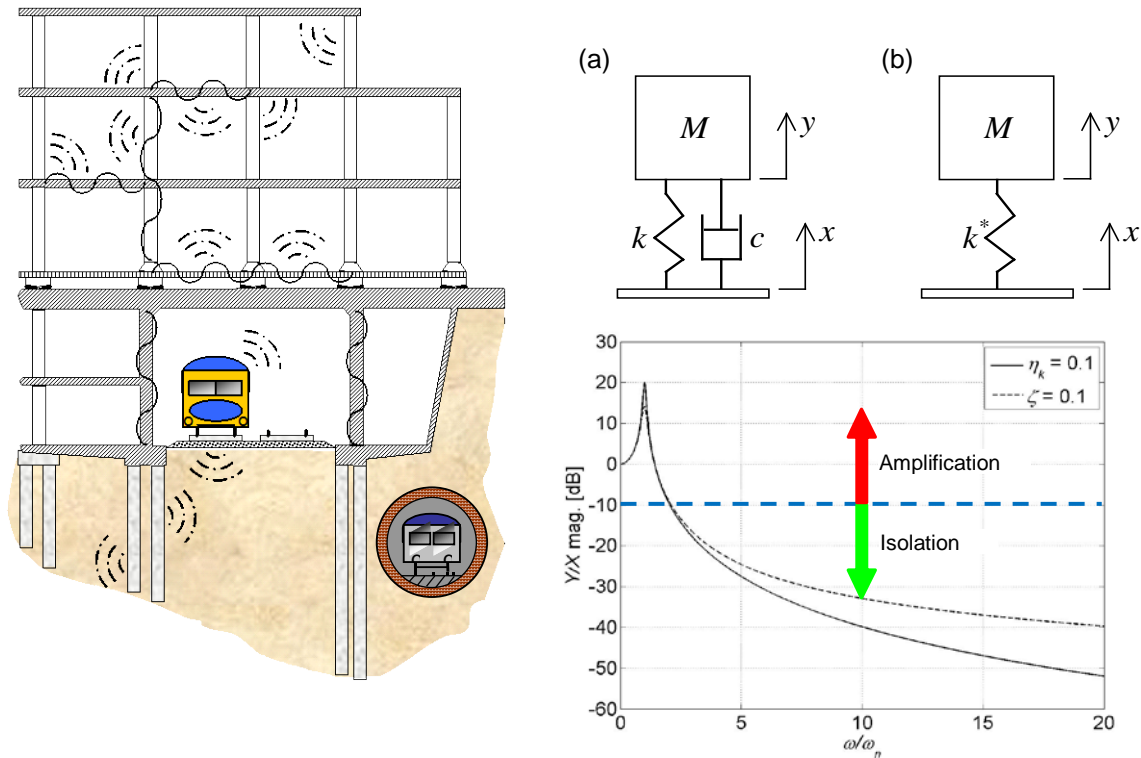 (a)
(b)
M
y
M
y
k
c
x
k*
x
30
20
10
0
-10
-20
-30
-40
-50
-60
Y/X mag. [dB]
ηk = 0.1
ζ = 0.1
Amplification
Isolation
0
5
10
15
20
ω/ωn